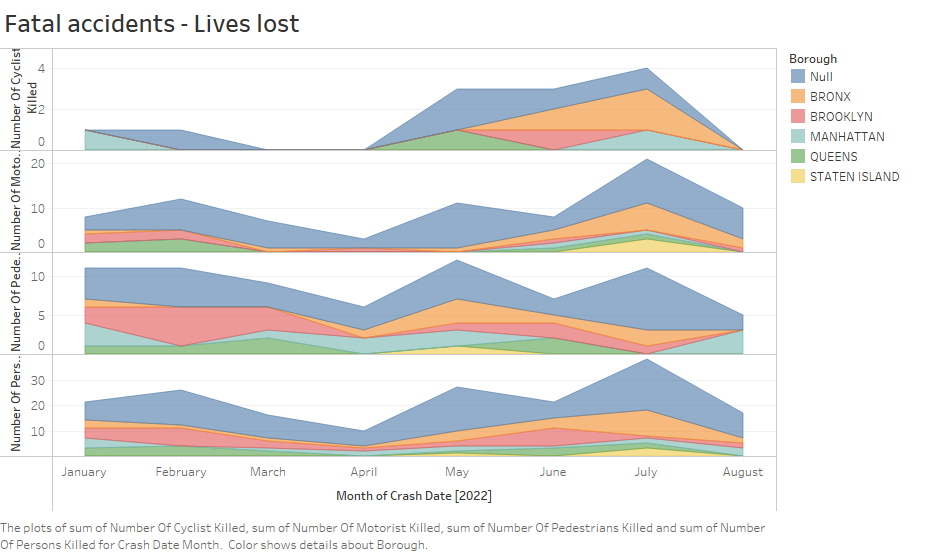 Fatal accidents - Lives lost
Number Of Cyclist
Killed
4
2
0
Number Of Moto..
20
10
0
Number Of Pede..
10
5
0
Number Of Pers..
30
20
10
January February March April May June July August
Month of Crash Date [2022]
Borough
Null
BRONX
BROOKLYN
MANHATTAN
QUEENS
STATEN ISLAND
The plots of sum of Number Of Cyclist Killed, sum of Number Of Motorist Killed, sum of Number Of Pedestrians Killed and sum of Number
Of Persons Killed for Crash Date Month.  Color shows details about Borough.